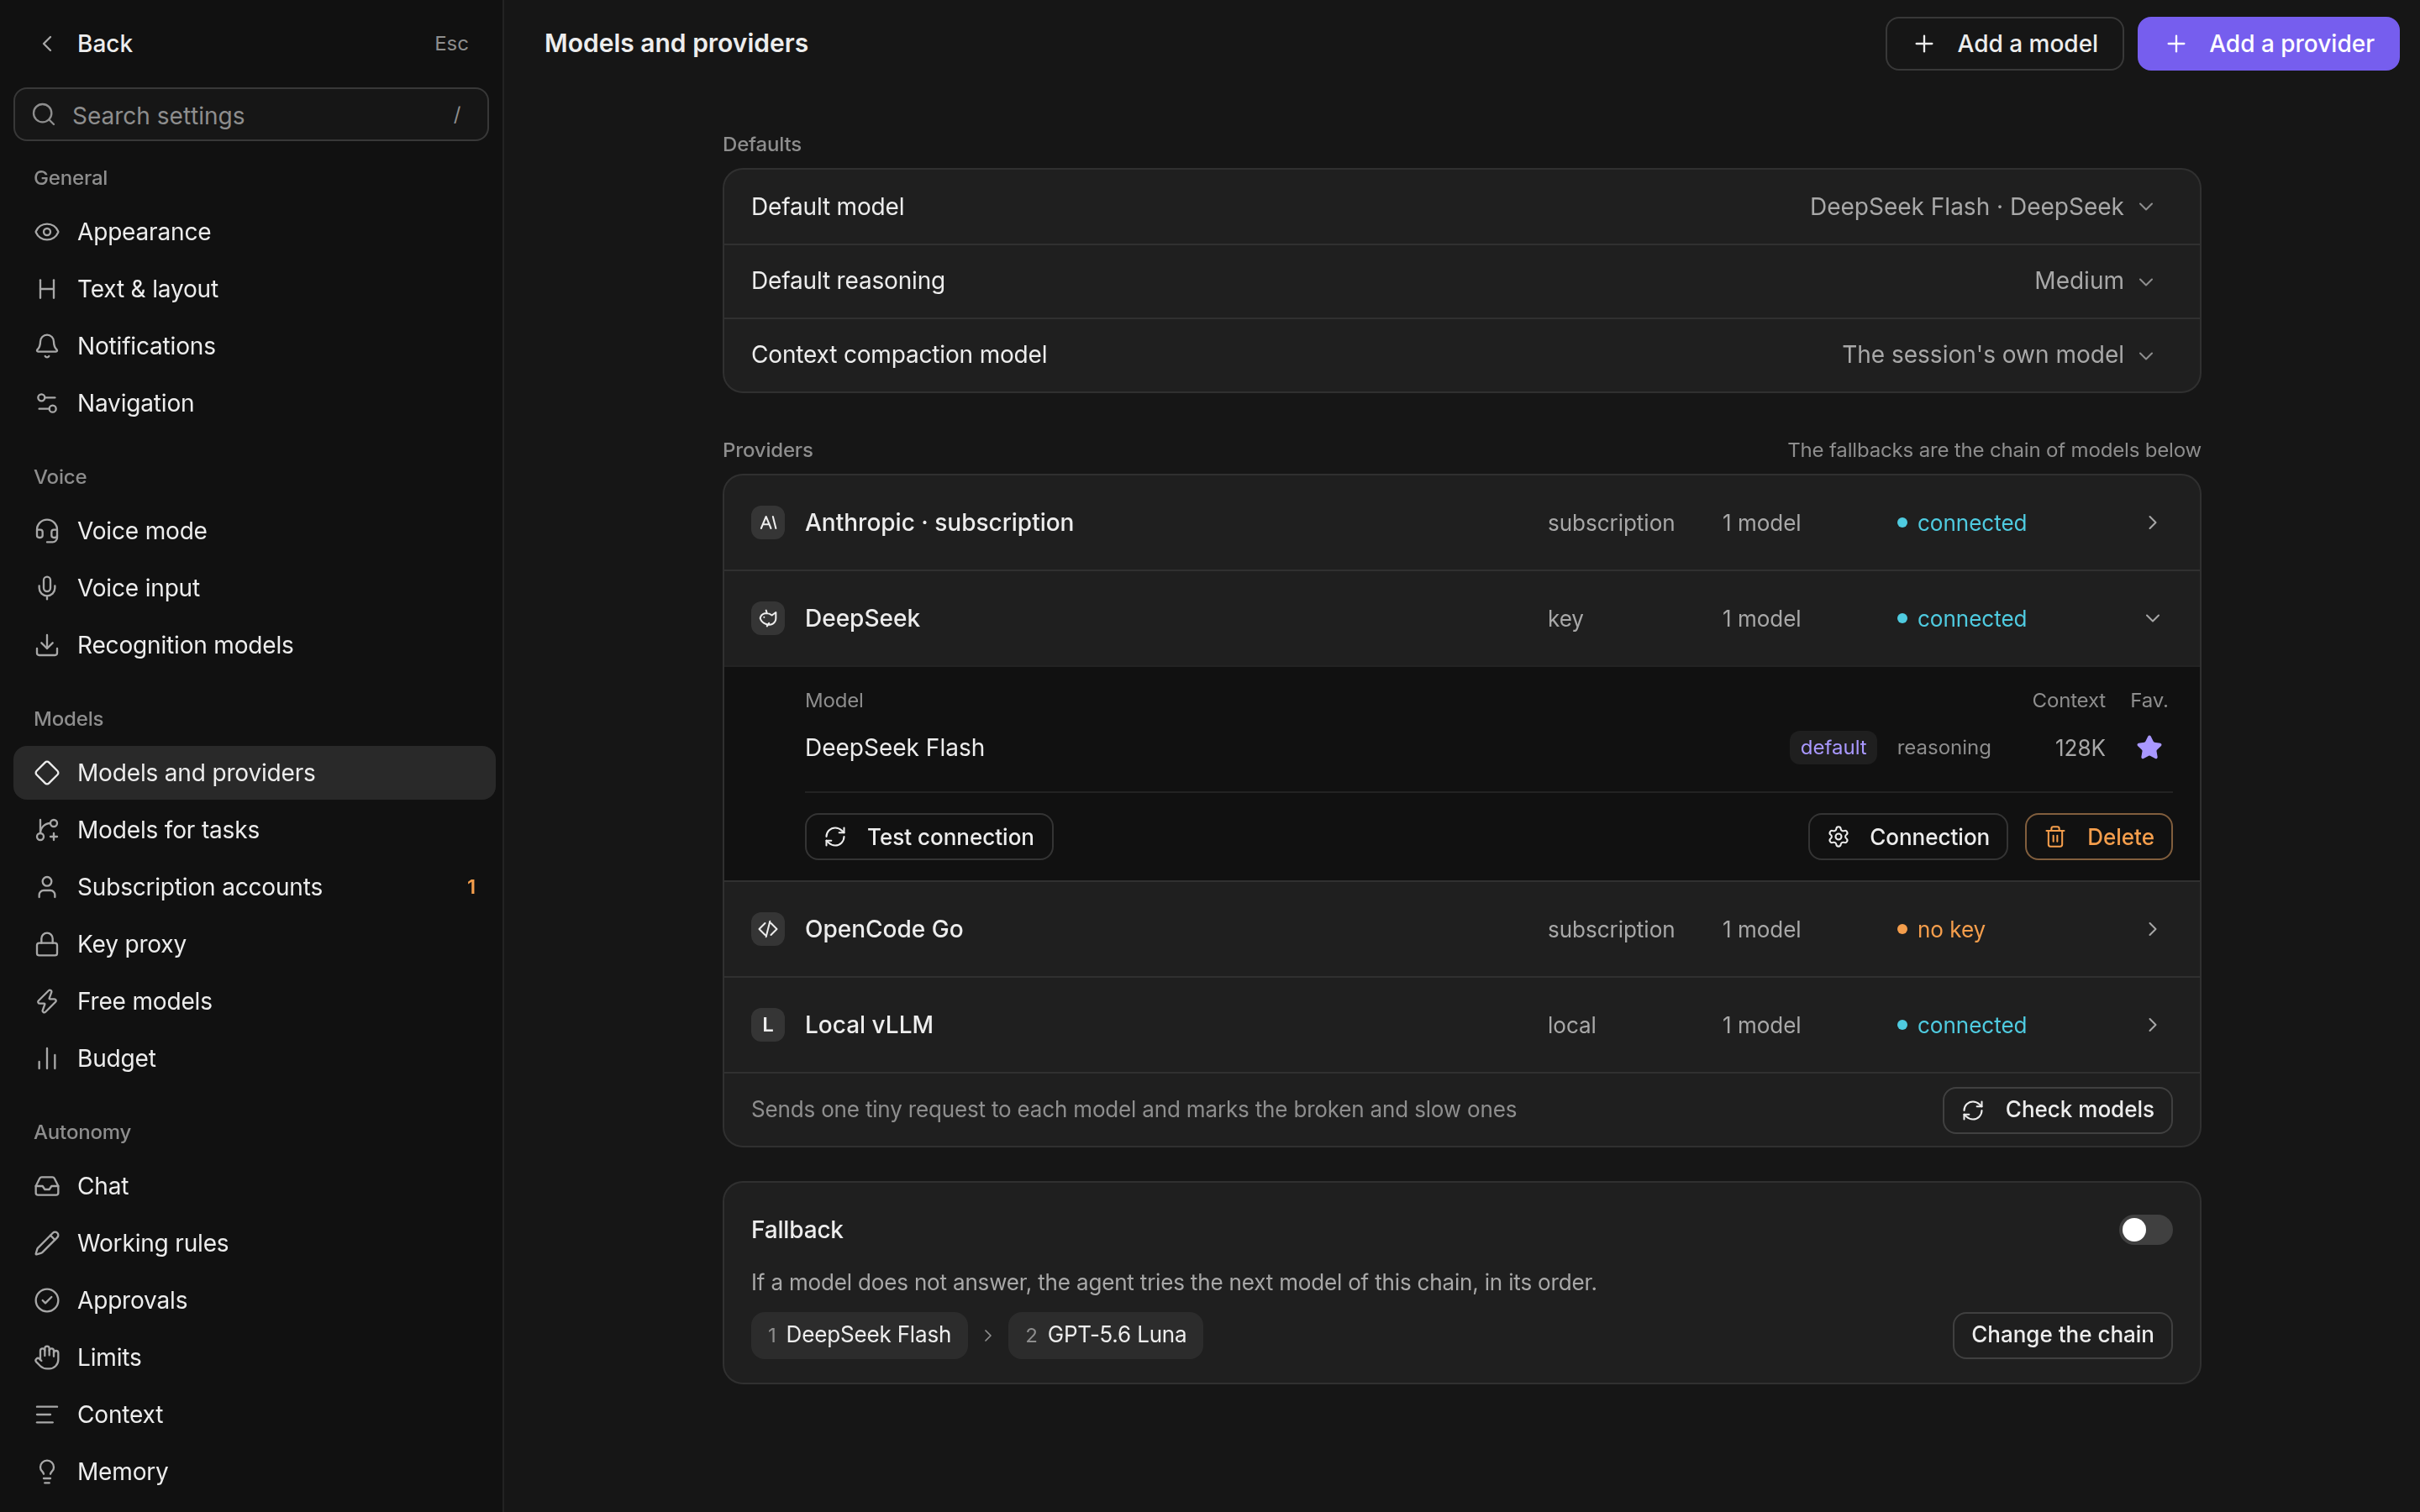 Back Esc
Search settings /
General
Appearance
Text & layout
Notifications
Navigation
Voice
Voice mode
Voice input
Recognition models
Models
Models and providers
Models for tasks
Subscription accounts 1
Key proxy
Free models
Budget
Autonomy
Chat
Working rules
Approvals
Limits
Context
Memory
Models and providers
Add a model
Add a provider
Defaults
Default model DeepSeek Flash · DeepSeek
Default reasoning Medium
Context compaction model The session's own model
Providers The fallbacks are the chain of models below
Anthropic · subscription subscription 1 model connected
DeepSeek key 1 model connected
Model Context Fav.
DeepSeek Flash default reasoning 128K
Test connection Connection Delete
OpenCode Go subscription 1 model no key
L Local vLLM local 1 model connected
Sends one tiny request to each model and marks the broken and slow ones Check models
Fallback
If a model does not answer, the agent tries the next model of this chain, in its order.
1 DeepSeek Flash 2 GPT-5.6 Luna Change the chain